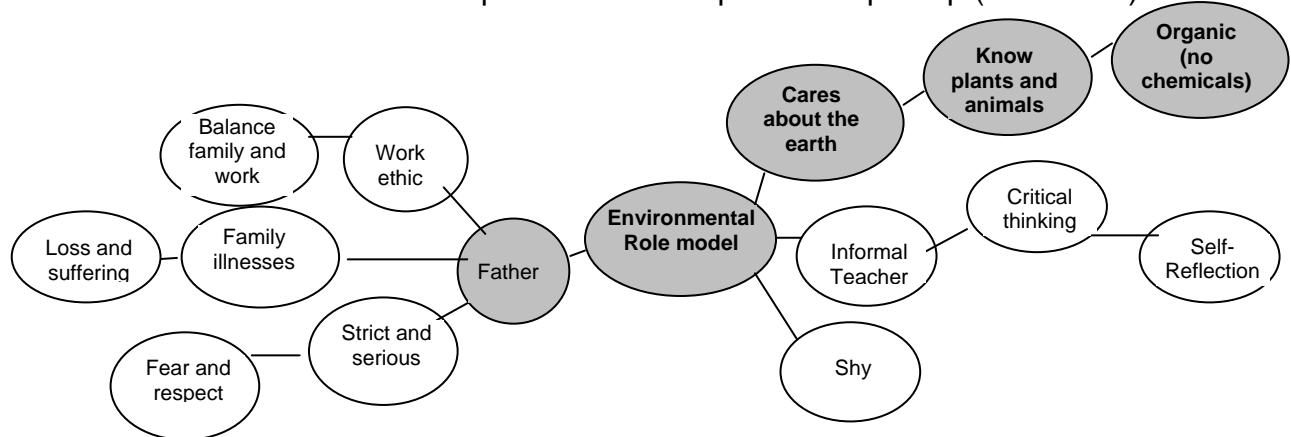 Organic
(no
chemicals)
Know
plants and
animals
Cares
about the
earth
Balance
family and
work
Work
ethic
Environmental
Role model
Critical
thinking
Loss and
suffering
Family
illnesses
Father
Informal
Teacher
Self-
Reflection
Strict and
serious
Fear and
respect
Shy